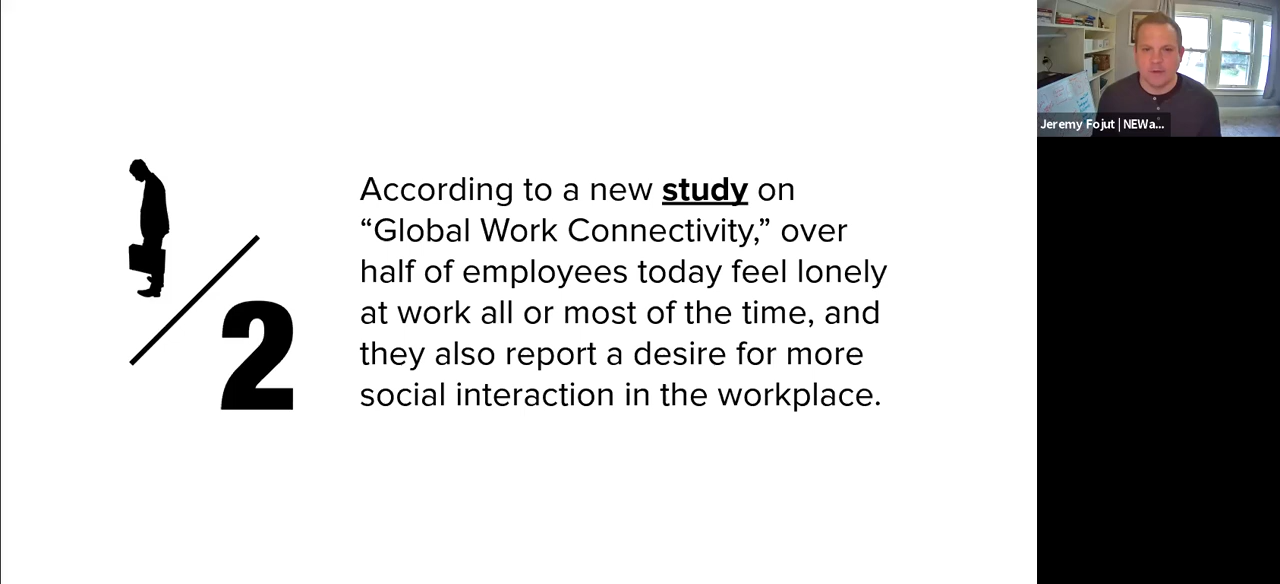 According to a new study on
“Global Work Connectivity,” over
half of employees today feel lonely
at work all or most of the time, and
they also report a desire for more
social interaction in the workplace.
2
Jeremy Fojut | NEWa...